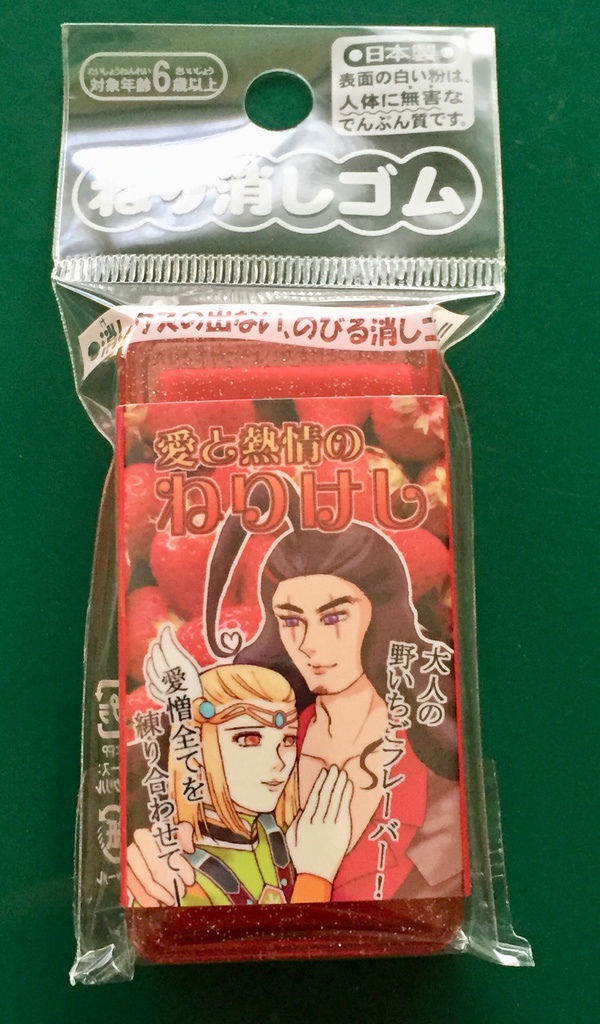 たいしょうねんれい さいいじょう
対象年齢6歳以上
●日本製●
表面の白い粉は、
人体に無害な
でんぷん質です。
ねり消しゴム
クスの出ない、のびる消しゴ
愛と熱情の
ねりけし
大人の
野いちごフレーバー!
愛憎全てを
練り合わせて—